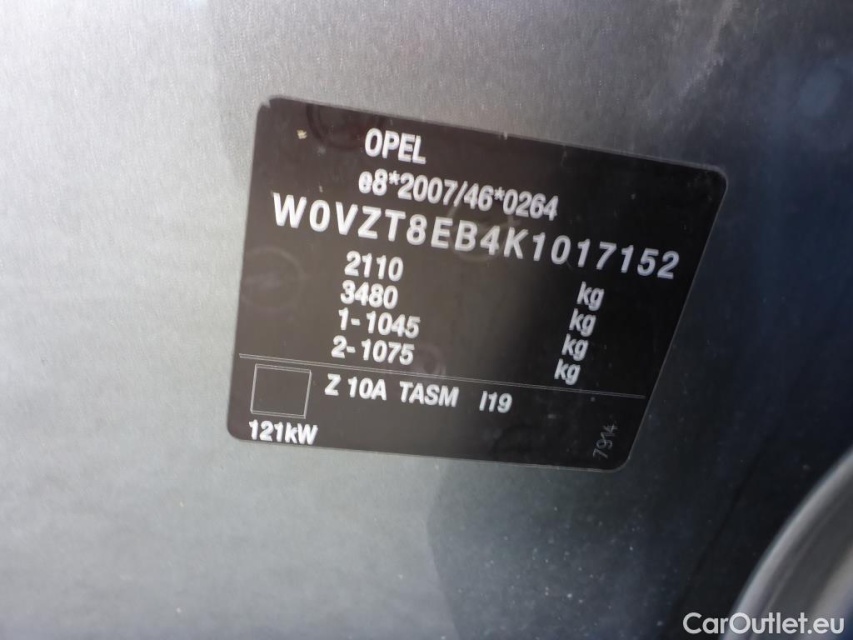 OPEL
e8*2007/46*0264
W0VZT8EB4K1017152
2110 kg
3480 kg
1-1045 kg
2-1075 kg
Z 10A TASM I19
121kW
7914
CarOutlet.eu